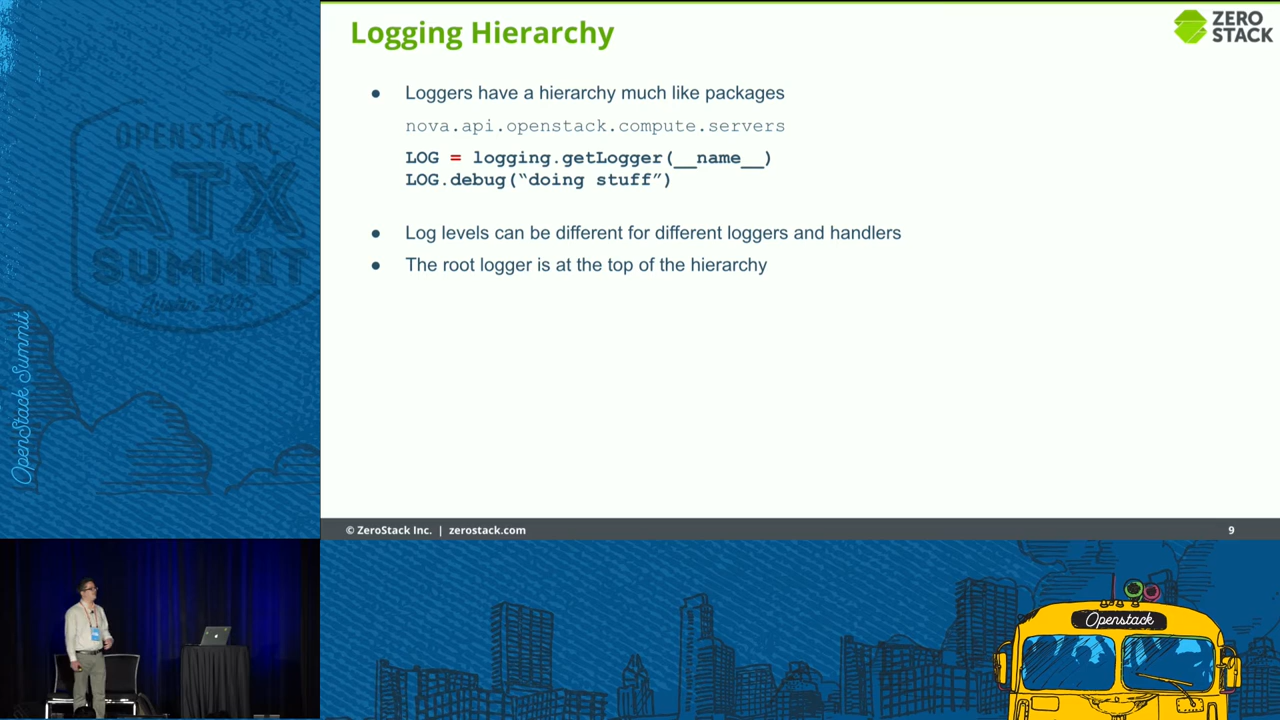 Logging Hierarchy
ZERO
STACK
● Loggers have a hierarchy much like packages
nova.api.openstack.compute.servers
LOG = logging.getLogger(__name__)
LOG.debug(“doing stuff”)
● Log levels can be different for different loggers and handlers
● The root logger is at the top of the hierarchy
© ZeroStack Inc. | zerostack.com
9
OPENSTACK
ATX
SUMMIT
Austin 2016
OpenStack Summit
Openstack